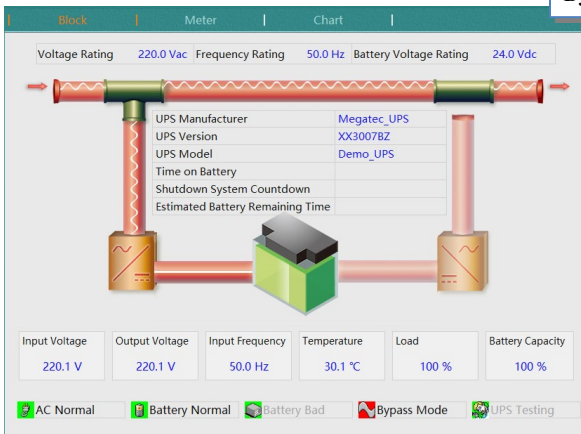 Block Meter Chart
Voltage Rating 220.0 Vac Frequency Rating 50.0 Hz Battery Voltage Rating 24.0 Vdc
UPS Manufacturer Megatec_UPS
UPS Version XX3007BZ
UPS Model Demo_UPS
Time on Battery
Shutdown System Countdown
Estimated Battery Remaining Time
Input Voltage Output Voltage Input Frequency Temperature Load Battery Capacity
220.1 V 220.1 V 50.0 Hz 30.1 ℃ 100 % 100 %
AC Normal Battery Normal Battery Bad Bypass Mode UPS Testing